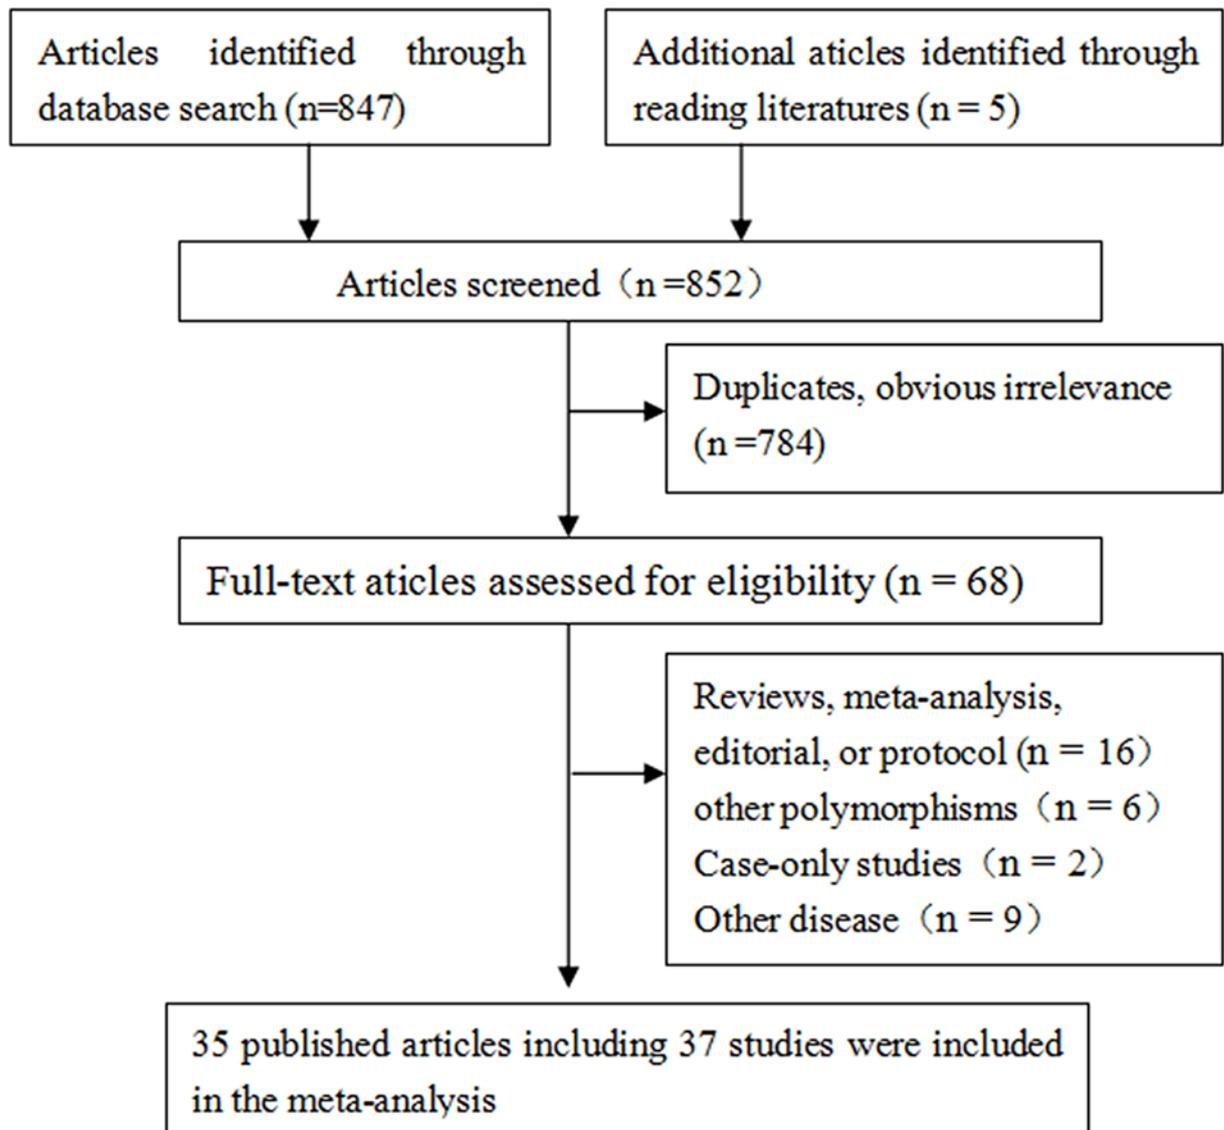 Articles identified through
database search (n=847)
Additional aticles identified through
reading literatures (n = 5)
Articles screened（n =852）
Duplicates, obvious irrelevance
(n =784)
Full-text aticles assessed for eligibility (n = 68)
Reviews, meta-analysis,
editorial, or protocol (n = 16）
other polymorphisms（n = 6）
Case-only studies（n = 2）
Other disease（n = 9）
35 published articles including 37 studies were included
in the meta-analysis